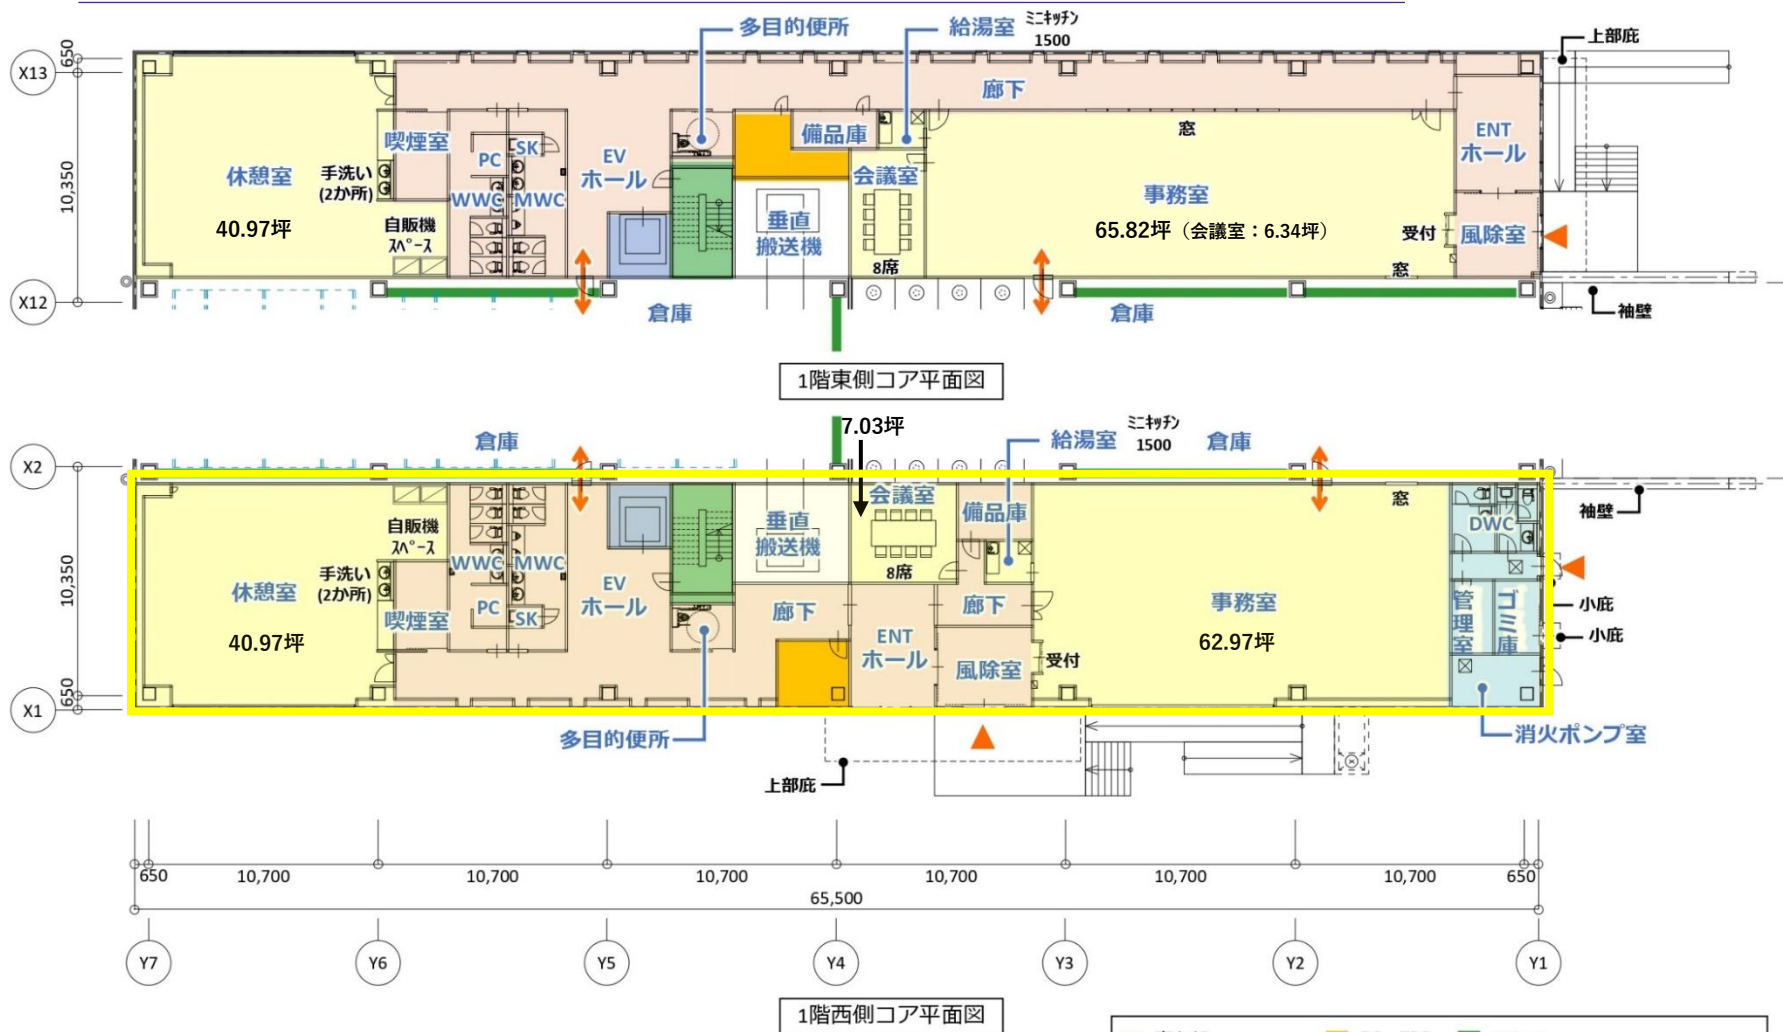 多目的便所
給湯室
ﾐﾆｷｯﾁﾝ
1500
上部庇
X13
650
10,350
X12
休憩室
40.97坪
手洗い
(2か所)
喫煙室
自販機
ｽﾍﾟｰｽ
PC
SK
WWC
MWC
EV
ホール
備品庫
会議室
8席
垂直
搬送機
廊下
窓
事務室
65.82坪（会議室：6.34坪）
受付
窓
ENT
ホール
風除室
倉庫
倉庫
袖壁
1階東側コア平面図
倉庫
7.03坪
給湯室
ﾐﾆｷｯﾁﾝ
1500
倉庫
X2
10,350
650
X1
休憩室
40.97坪
自販機
ｽﾍﾟｰｽ
手洗い
(2か所)
喫煙室
WWC
MWC
PC
SK
EV
ホール
垂直
搬送機
会議室
8席
備品庫
廊下
廊下
ENT
ホール
風除室
受付
事務室
62.97坪
窓
DWC
管理室
ゴミ庫
袖壁
小庇
小庇
消火ポンプ室
多目的便所
上部庇
650
10,700
10,700
10,700
10,700
10,700
10,700
650
65,500
Y7
Y6
Y5
Y4
Y3
Y2
Y1
1階西側コア平面図